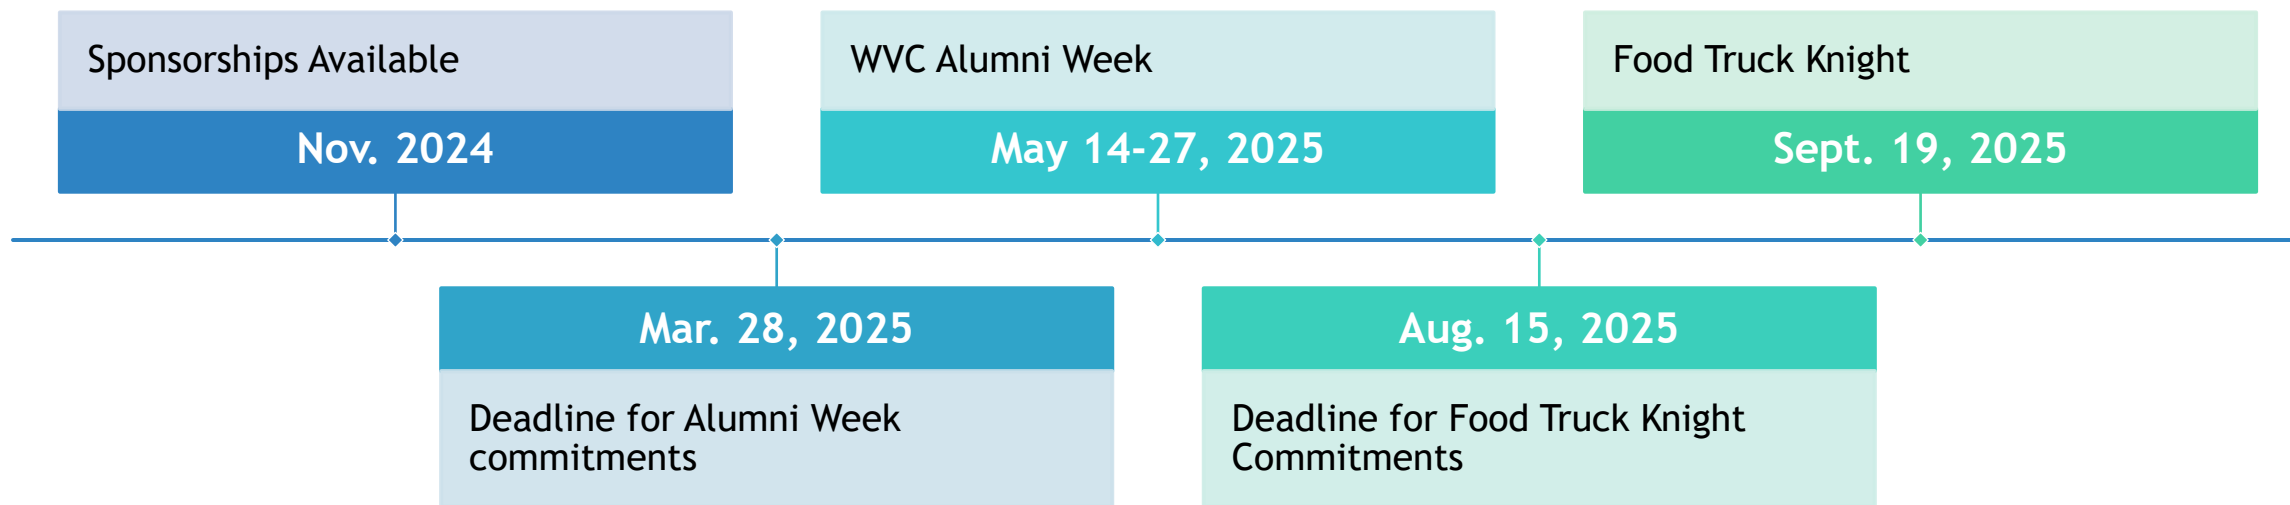 Sponsorships Available
Nov. 2024
Mar. 28, 2025
Deadline for Alumni Week
commitments
WVC Alumni Week
May 14-27, 2025
Aug. 15, 2025
Deadline for Food Truck Knight
Commitments
Food Truck Knight
Sept. 19, 2025